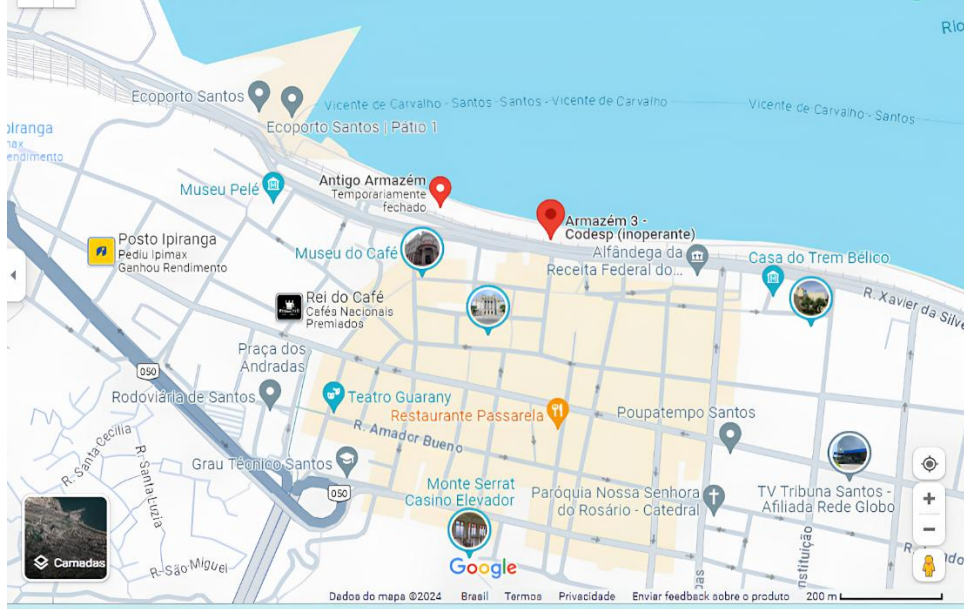 Rio
Ecoporto Santos
Vicente de Carvalho - Santos - Santos - Vicente de Carvalho
Vicente de Carvalho - Santos
Ecoporto Santos | Pátio 1
endimento
Museu Pelé
Antigo Armazém
Temporariamente
fechado
Armazém 3 -
Codesp (inoperante)
Posto Ipiranga
Pediu Ipimax
Ganhou Rendimento
Museu do Café
Alfândega da
Receita Federal do...
Casa do Trem Bélico
R. Xavier da Silve
Rei do Café
Cafés Nacionais
Premiados
Praça dos
Andradas
050
Rodoviária de Santos
Teatro Guarany
Restaurante Passarela
Poupatempo Santos
R. Amador Bueno
R. Santa Cecília
R. Santa Luzia
Grau Técnico Santos
050
Monte Serrat
Casino Elevador
Paróquia Nossa Senhora
do Rosário - Catedral
TV Tribuna Santos -
Afiliada Rede Globo
Camadas
R. São Miguel
Google
nstituição
Dados do mapa ©2024
Brasil
Termos
Privacidade
Enviar feedback sobre o produto
200 m